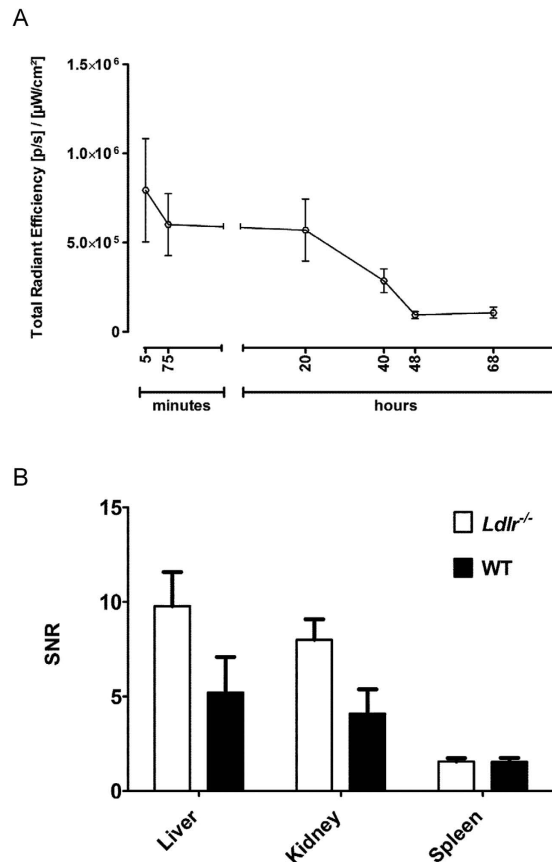 A
Total Radiant Efficiency [p/s] / [µW/cm²]
1.5×10⁶
1.0×10⁶
5.0×10⁵
0
5
75
20
40
48
68
minutes
hours
B
SNR
15
10
5
0
Ldlr⁻/⁻
WT
Liver
Kidney
Spleen